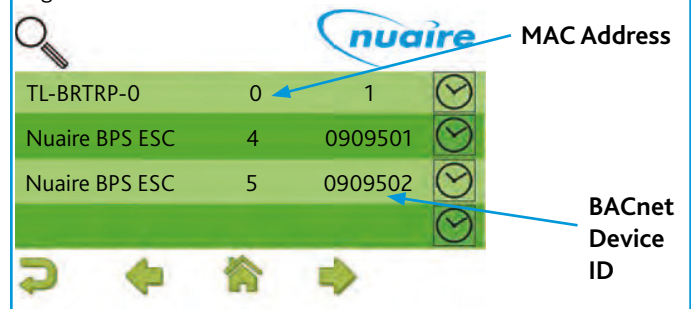 nuaire
MAC Address
TL-BRTRP-0 0 1
Nuaire BPS ESC 4 0909501
Nuaire BPS ESC 5 0909502
BACnet
Device
ID